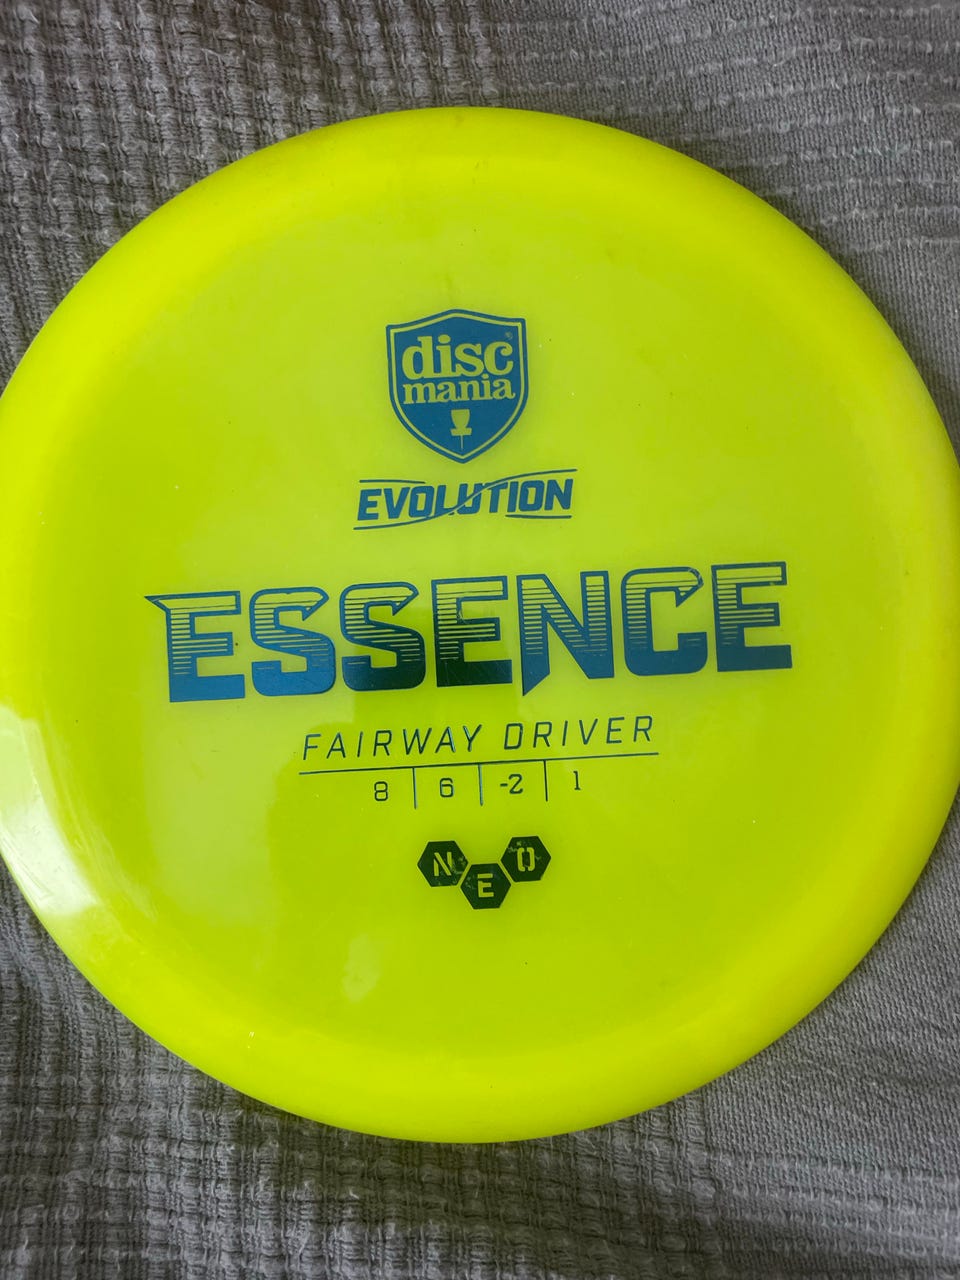 disc
mania
EVOLUTION
ESSENCE
FAIRWAY DRIVER
8 6 -2 1
NEO